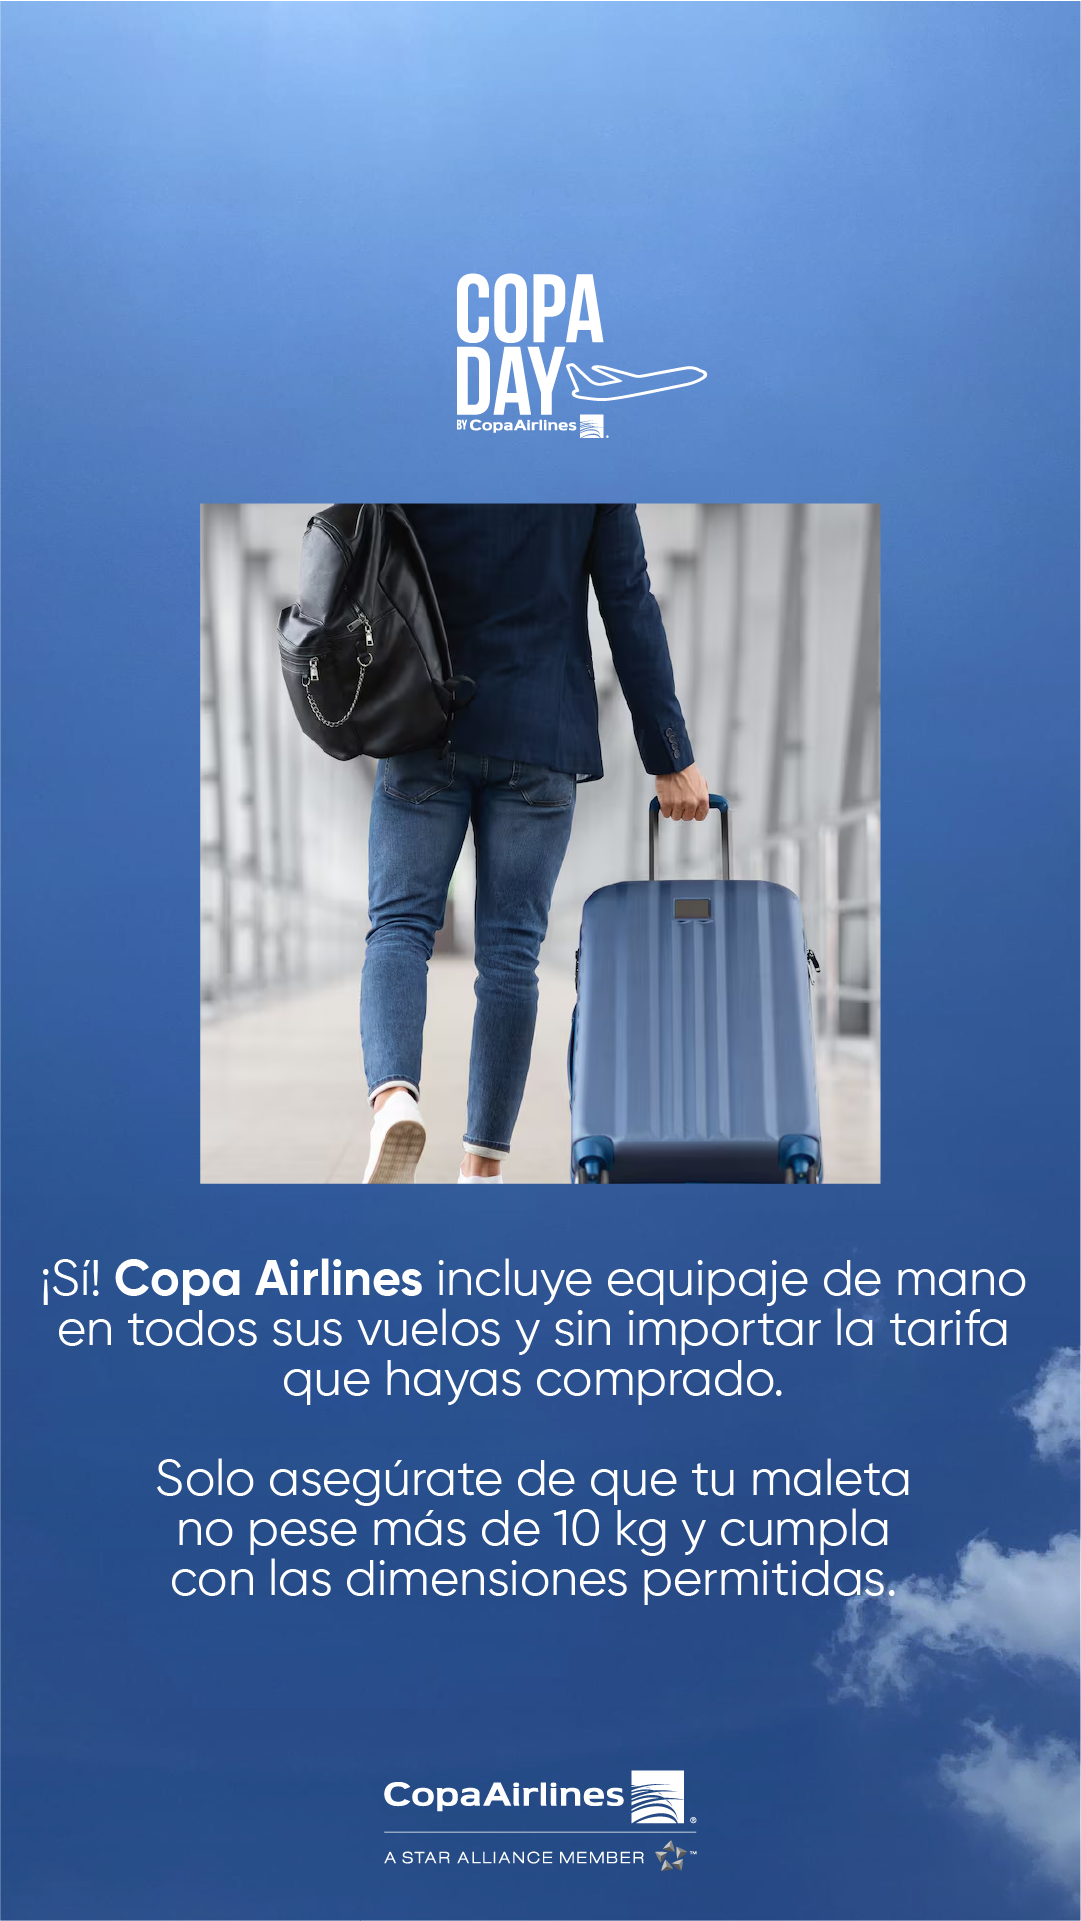 COPA
DAY
BY CopaAirlines
¡Sí! Copa Airlines incluye equipaje de mano
en todos sus vuelos y sin importar la tarifa
que hayas comprado.
Solo asegúrate de que tu maleta
no pese más de 10 kg y cumpla
con las dimensiones permitidas.
CopaAirlines ®
A STAR ALLIANCE MEMBER ™